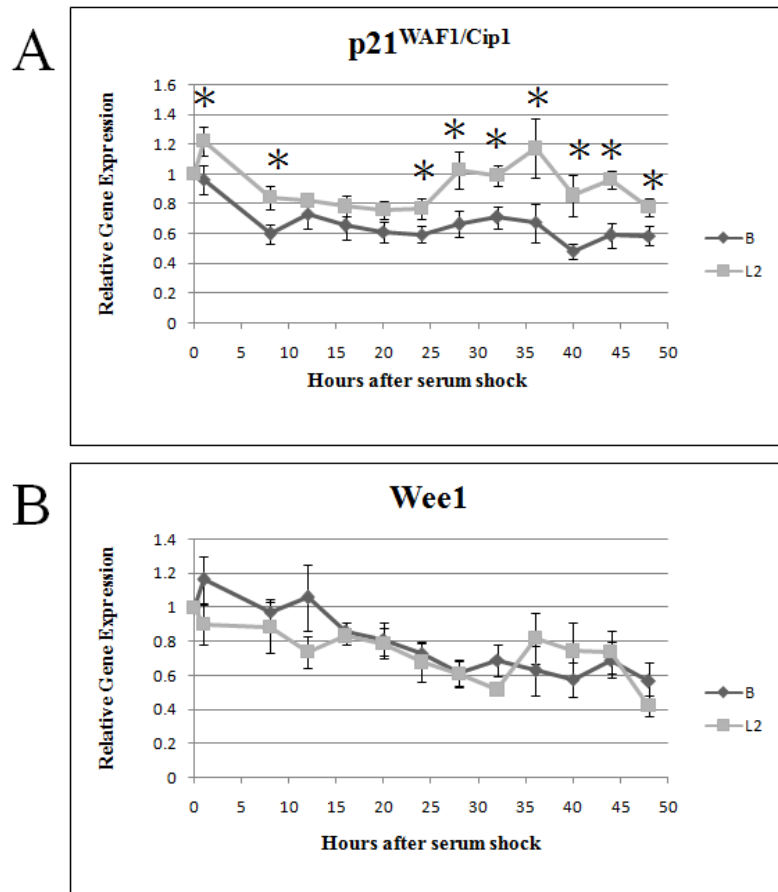 A
p21WAF1/Cip1
Relative Gene Expression
1.6
1.4
1.2
1
0.8
0.6
0.4
0.2
0
* * * * * * * * *
0 5 10 15 20 25 30 35 40 45 50
Hours after serum shock
B
L2
B
Wee1
Relative Gene Expression
1.4
1.2
1
0.8
0.6
0.4
0.2
0
0 5 10 15 20 25 30 35 40 45 50
Hours after serum shock
B
L2